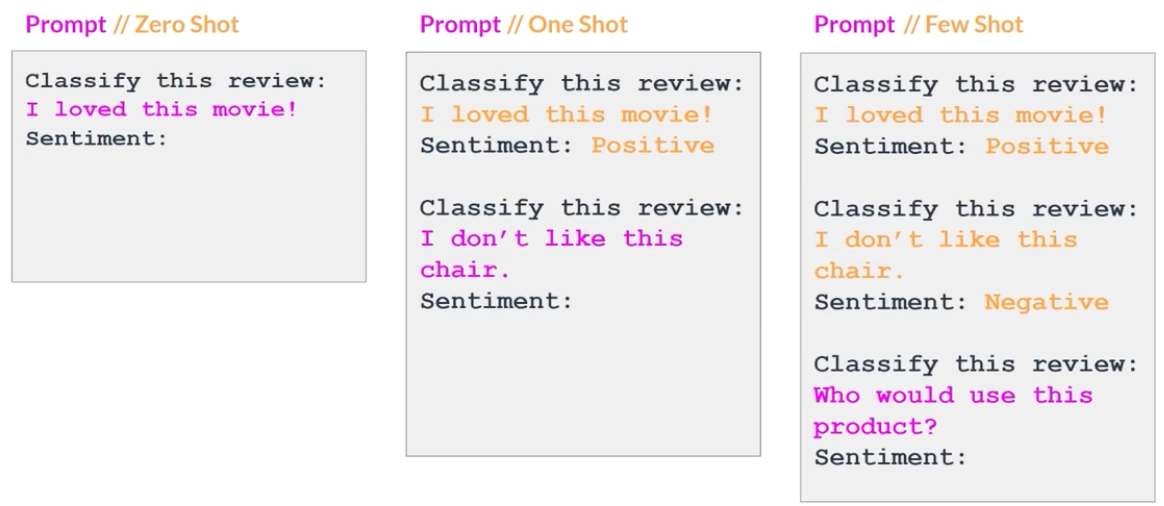 Prompt // Zero Shot
Classify this review:
I loved this movie!
Sentiment:
Prompt // One Shot
Classify this review:
I loved this movie!
Sentiment: Positive
Classify this review:
I don't like this
chair.
Sentiment:
Prompt // Few Shot
Classify this review:
I loved this movie!
Sentiment: Positive
Classify this review:
I don't like this
chair.
Sentiment: Negative
Classify this review:
Who would use this
product?
Sentiment: